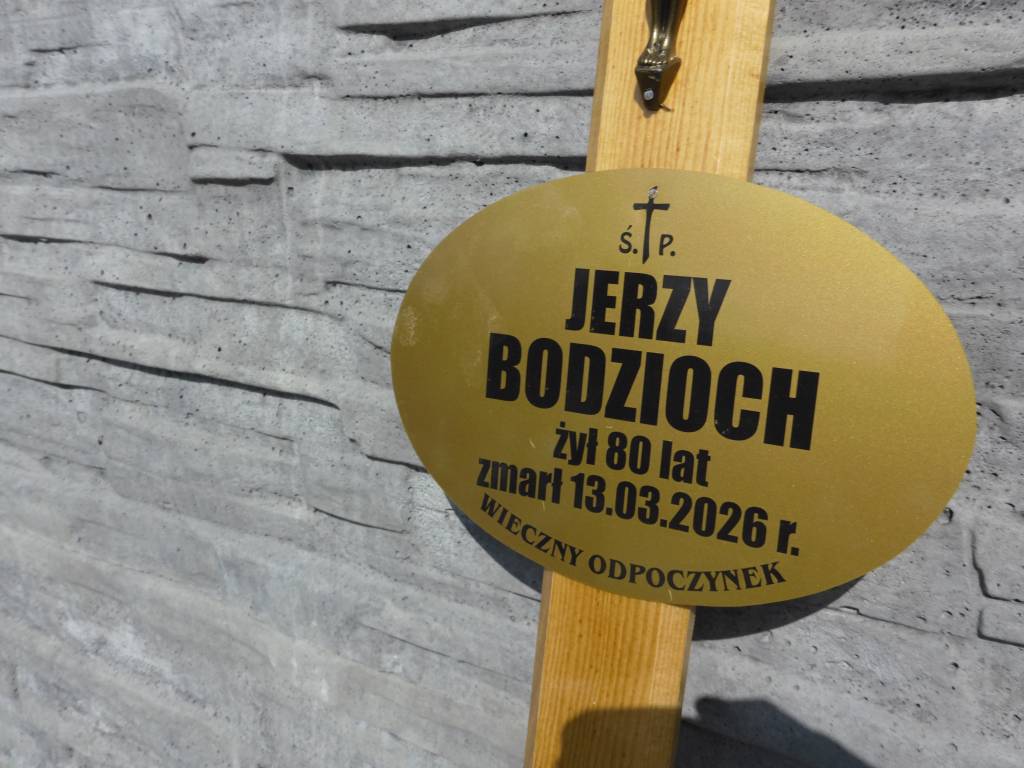 Ś. P.
JERZY
BODZIOCH
żył 80 lat
zmarł 13.03.2026 r.
WIECZNY ODPOCZYNEK